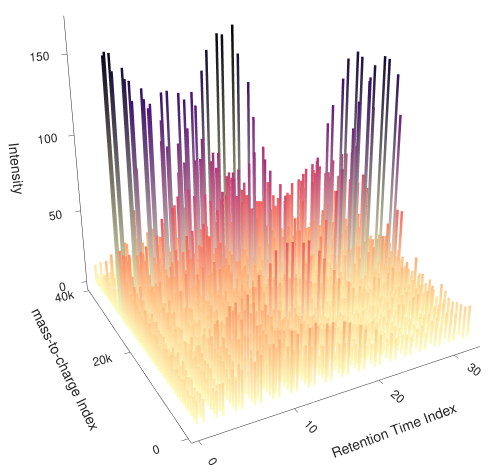 150
100
50
0
Intensity
40k
20k
0
mass-to-charge Index
0
10
20
30
Retention Time Index